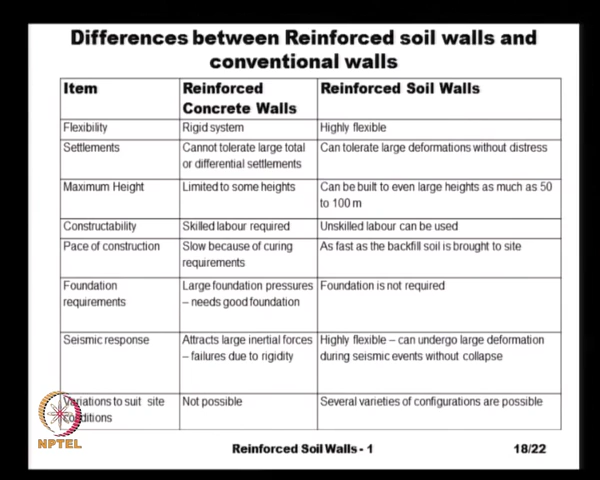 Differences between Reinforced soil walls and
conventional walls
Item
Reinforced
Concrete Walls
Reinforced Soil Walls
Flexibility
Rigid system
Highly flexible
Settlements
Cannot tolerate large total
or differential settlements
Can tolerate large deformations without distress
Maximum Height
Limited to some heights
Can be built to even large heights as much as 50
to 100 m
Constructability
Skilled labour required
Unskilled labour can be used
Pace of construction
Slow because of curing
requirements
As fast as the backfill soil is brought to site
Foundation
requirements
Large foundation pressures
– needs good foundation
Foundation is not required
Seismic response
Attracts large inertial forces
– failures due to rigidity
Highly flexible – can undergo large deformation
during seismic events without collapse
Variations to suit site
conditions
Not possible
Several varieties of configurations are possible
NPTEL
Reinforced Soil Walls - 1
18/22